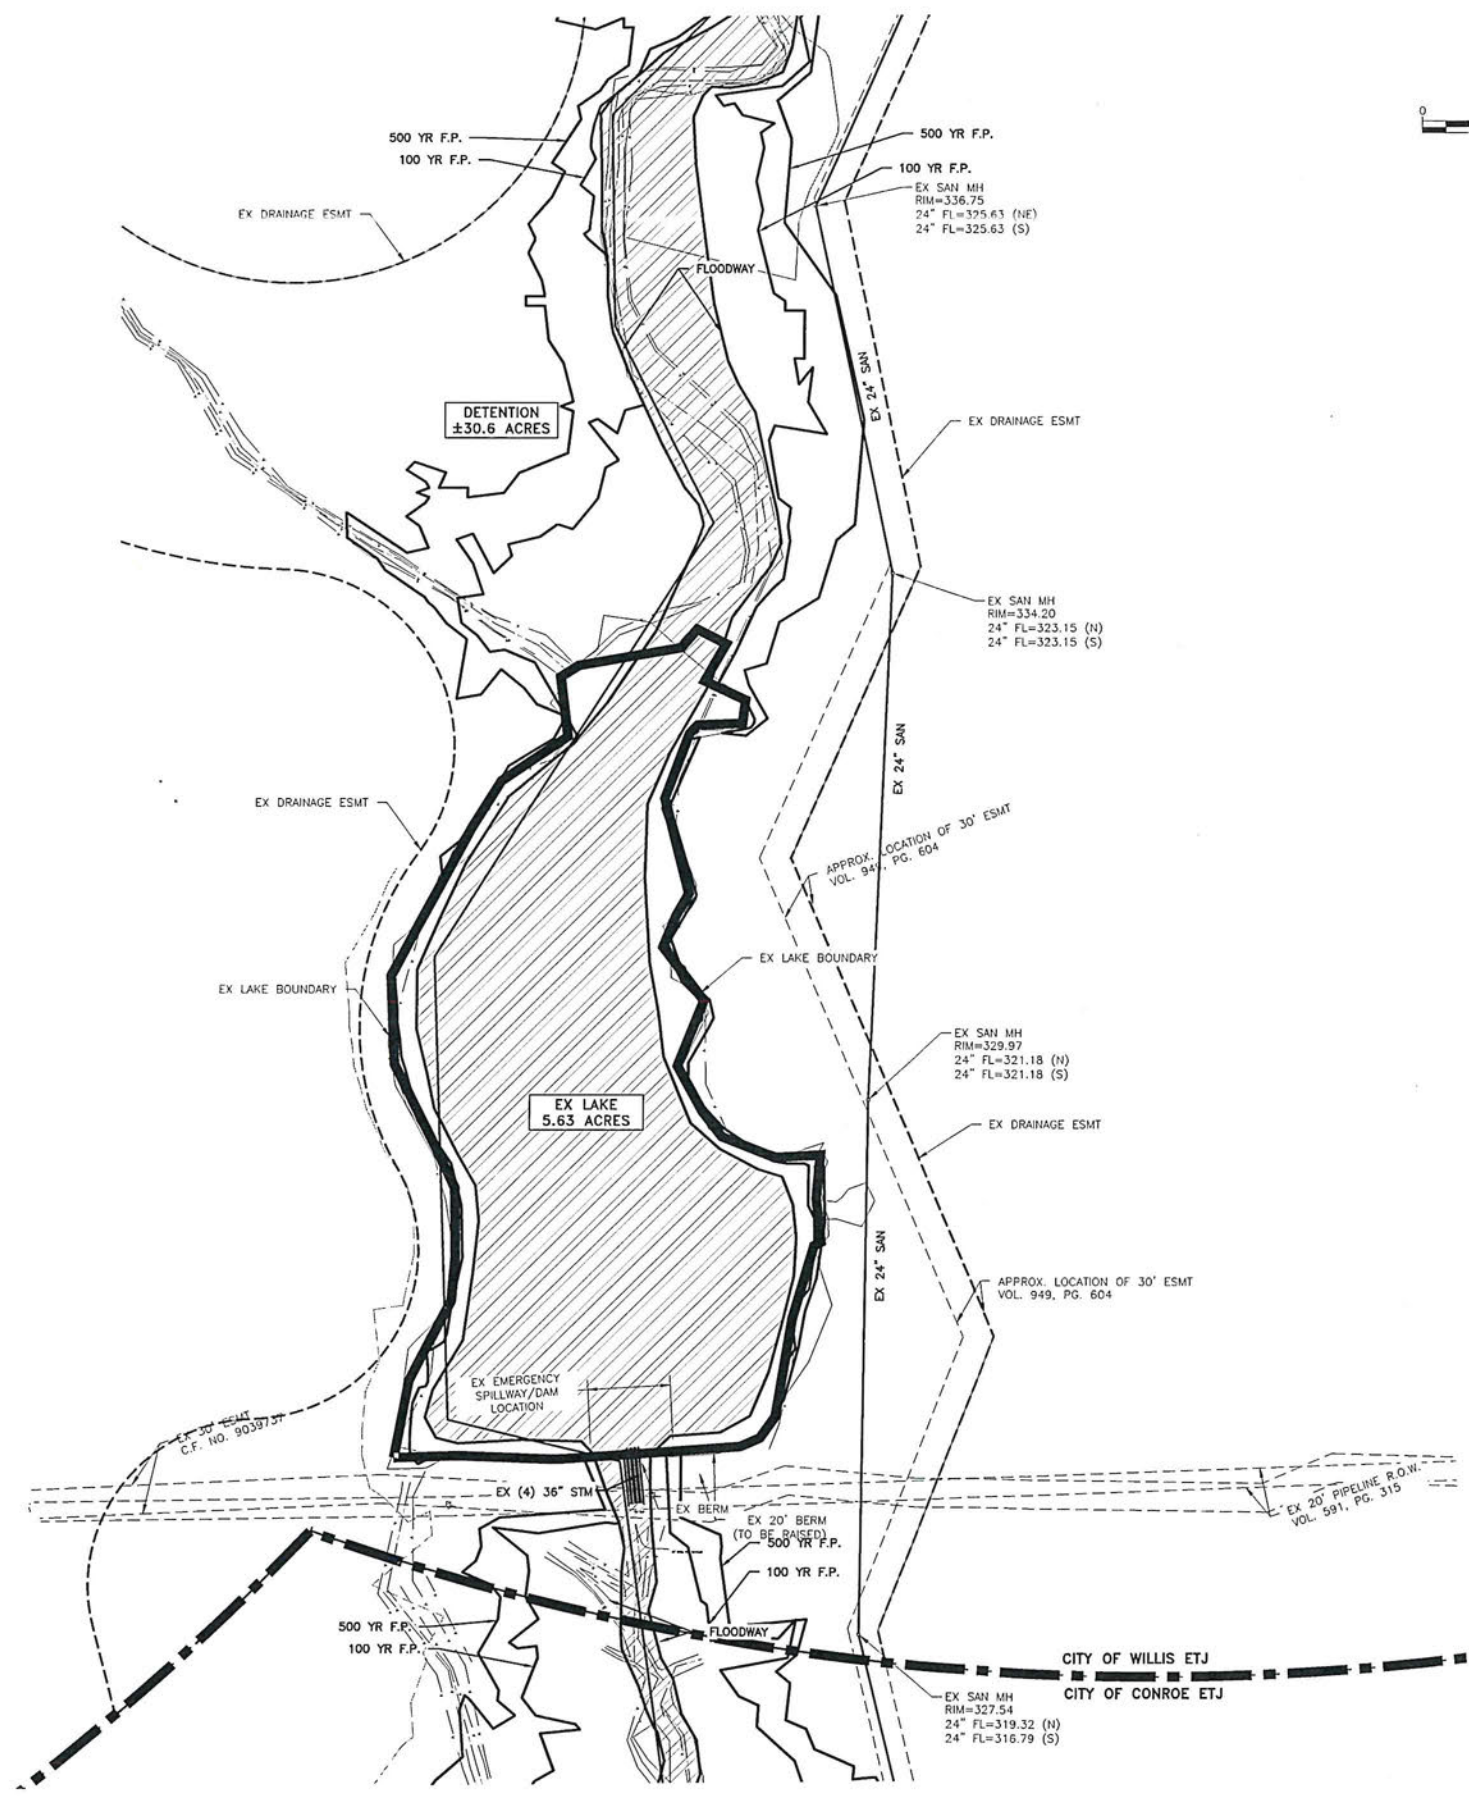 0
500 YR F.P.
100 YR F.P.
500 YR F.P.
100 YR F.P.
EX SAN MH
RIM=336.75
24" FL=325.63 (NE)
24" FL=325.63 (S)
EX DRAINAGE ESMT
FLOODWAY
EX 24" SAN
DETENTION
±30.6 ACRES
EX DRAINAGE ESMT
EX SAN MH
RIM=334.20
24" FL=323.15 (N)
24" FL=323.15 (S)
EX 24" SAN
EX DRAINAGE ESMT
APPROX. LOCATION OF 30' ESMT
VOL. 949, PG. 604
EX LAKE BOUNDARY
EX LAKE BOUNDARY
EX SAN MH
RIM=329.97
24" FL=321.18 (N)
24" FL=321.18 (S)
EX LAKE
5.63 ACRES
EX DRAINAGE ESMT
EX 24" SAN
APPROX. LOCATION OF 30' ESMT
VOL. 949, PG. 604
EX EMERGENCY
SPILLWAY/DAM
LOCATION
EX 30' ESMT
C.F. NO. 9039737
EX (4) 36" STM
EX BERM
EX 20' BERM
(TO BE RAISED)
EX 20' PIPELINE R.O.W.
VOL. 591, PG. 315
500 YR F.P.
100 YR F.P.
500 YR F.P.
100 YR F.P.
FLOODWAY
CITY OF WILLIS ETJ
CITY OF CONROE ETJ
EX SAN MH
RIM=327.54
24" FL=319.32 (N)
24" FL=316.79 (S)